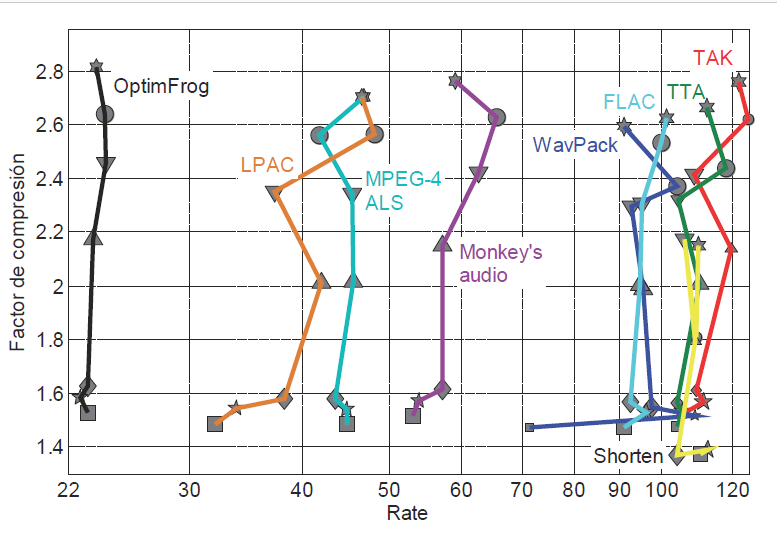 TAK
2.8
OptimFrog
FLAC
TTA
2.6
WavPack
LPAC
2.4
MPEG-4
ALS
2.2
Monkey's
audio
2
1.8
1.6
1.4
Shorten
Factor de compresión
22
30
40
50
60
70
80
90
100
120
Rate